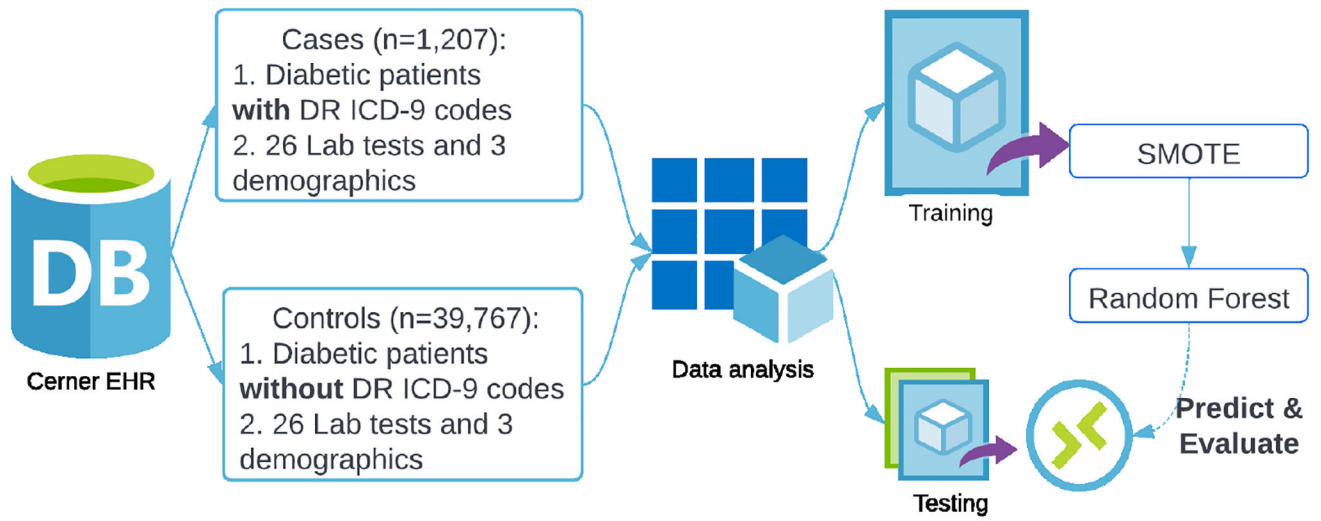 DB
Cerner EHR
Cases (n=1,207):
1. Diabetic patients
with DR ICD-9 codes
2. 26 Lab tests and 3
demographics
Controls (n=39,767):
1. Diabetic patients
without DR ICD-9 codes
2. 26 Lab tests and 3
demographics
Data analysis
Training
SMOTE
Random Forest
Testing
Predict &
Evaluate